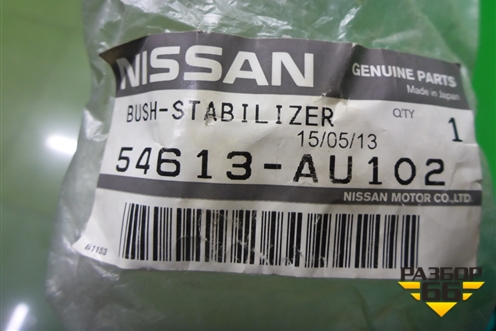 NISSAN
GENUINE PARTS
Made in Japan
BUSH-STABILIZER
QTY
1
15/05/13
54613-AU102
NISSAN MOTOR CO.,LTD.
РАЗБОР
66